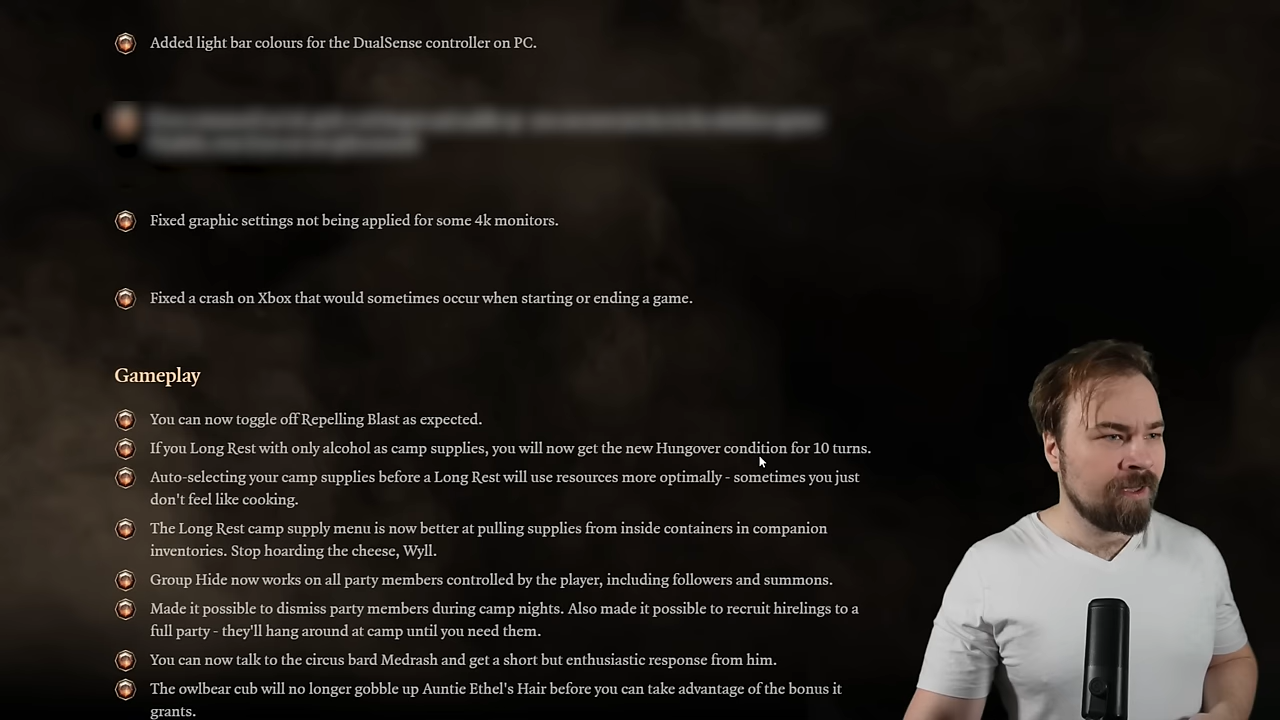 Added light bar colours for the DualSense controller on PC.
Fixed graphic settings not being applied for some 4k monitors.
Fixed a crash on Xbox that would sometimes occur when starting or ending a game.
Gameplay
You can now toggle off Repelling Blast as expected.
If you Long Rest with only alcohol as camp supplies, you will now get the new Hungover condition for 10 turns.
Auto-selecting your camp supplies before a Long Rest will use resources more optimally - sometimes you just
don't feel like cooking.
The Long Rest camp supply menu is now better at pulling supplies from inside containers in companion
inventories. Stop hoarding the cheese, Wyll.
Group Hide now works on all party members controlled by the player, including followers and summons.
Made it possible to dismiss party members during camp nights. Also made it possible to recruit hirelings to a
full party - they'll hang around at camp until you need them.
You can now talk to the circus bard Medrash and get a short but enthusiastic response from him.
The owlbear cub will no longer gobble up Auntie Ethel's Hair before you can take advantage of the bonus it
grants.